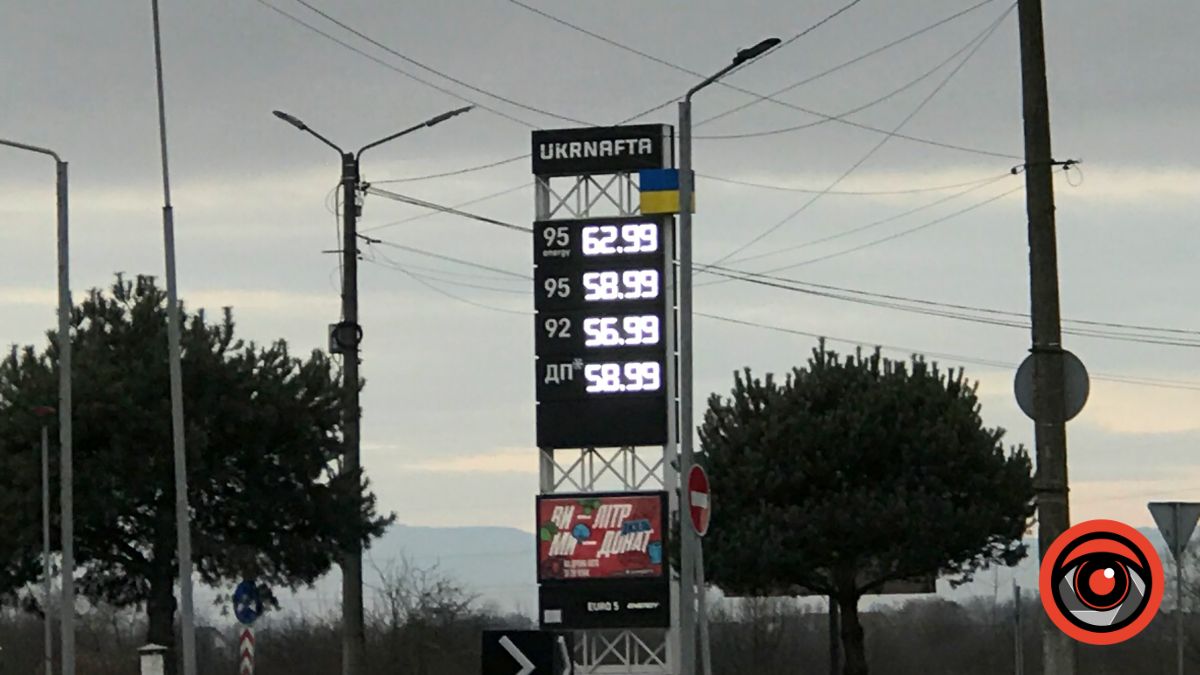 UKRNAFTA
95 62.99
energy
95 58.99
92 56.99
ДП* 58.99
ВИ — ЛІТР
МИ — ДОНАТ
EURO 5 ENERGY